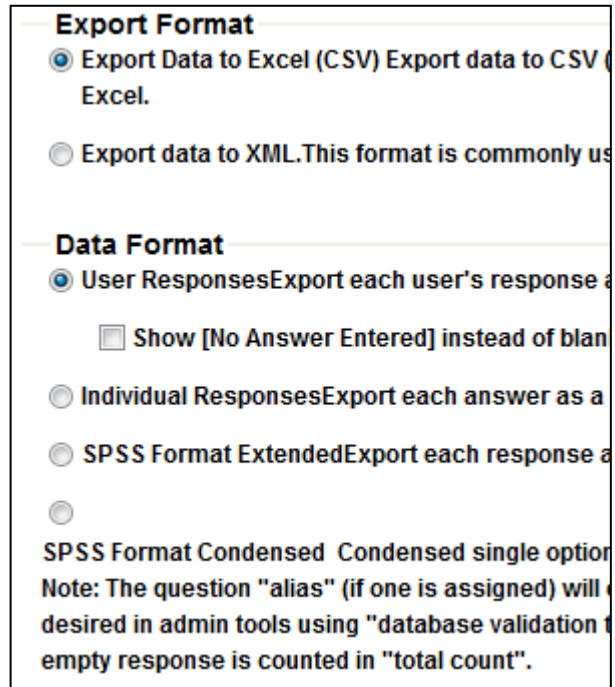 Export Format
Export Data to Excel (CSV) Export data to CSV (
Excel.
Export data to XML.This format is commonly us
Data Format
User ResponsesExport each user's response a
Show [No Answer Entered] instead of blan
Individual ResponsesExport each answer as a
SPSS Format ExtendedExport each response a
SPSS Format Condensed  Condensed single option
Note: The question "alias" (if one is assigned) will
desired in admin tools using "database validation t
empty response is counted in "total count".